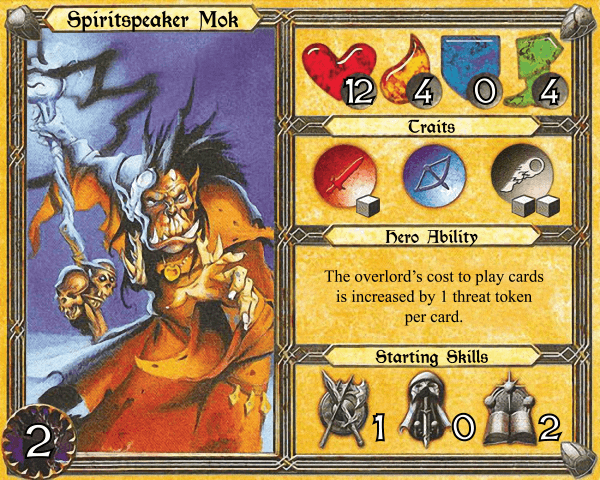 Spiritspeaker Mok
12 4 0 4
Traits
Hero Ability
The overlord's cost to play cards
is increased by 1 threat token
per card.
Starting Skills
1 0 2
2